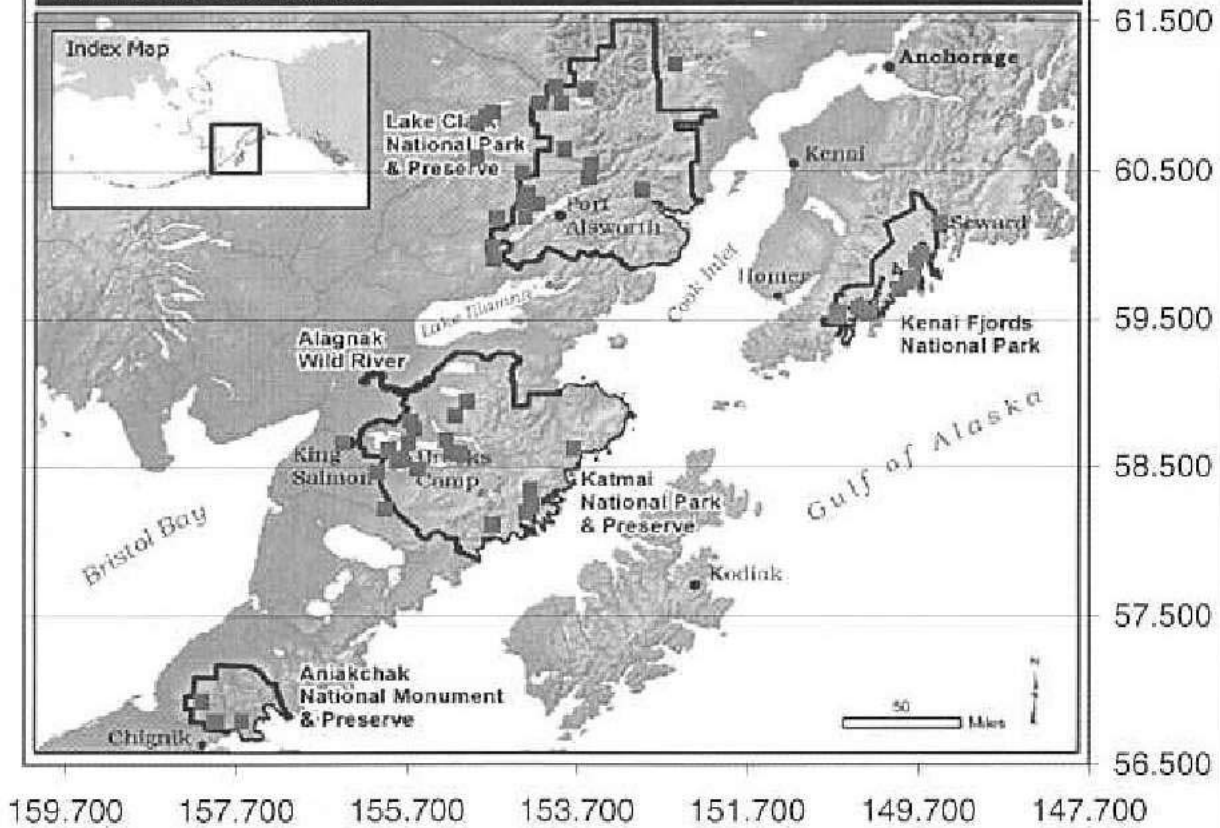 Index Map
Anchorage
Lake Clark
National Park
& Preserve
Kenai
Port
Alsworth
Seward
Homer
Cook Inlet
Lake Iliamna
Kenai Fjords
National Park
Alagnak
Wild River
King
Salmon
Brooks
Camp
Katmai
National Park
& Preserve
Gulf of Alaska
Bristol Bay
Kodiak
Aniakchak
National Monument
& Preserve
Chignik
50
Miles
N
61.500
60.500
59.500
58.500
57.500
56.500
159.700 157.700 155.700 153.700 151.700 149.700 147.700